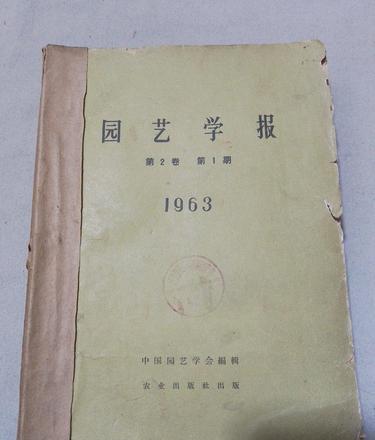 园艺学报
第2卷 第1期
1963
中国园艺学会编辑
农业出版社出版